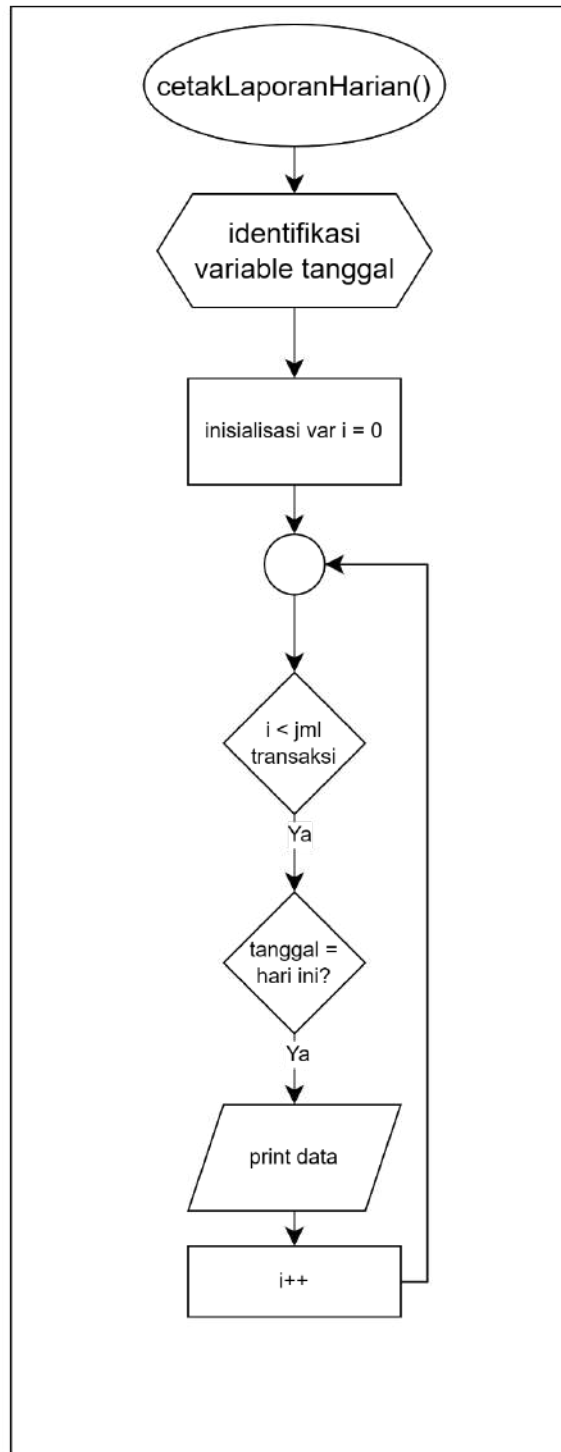 cetakLaporanHarian()
identifikasi
variable tanggal
inisialisasi var i = 0
i < jml
transaksi
Ya
tanggal =
hari ini?
Ya
print data
i++